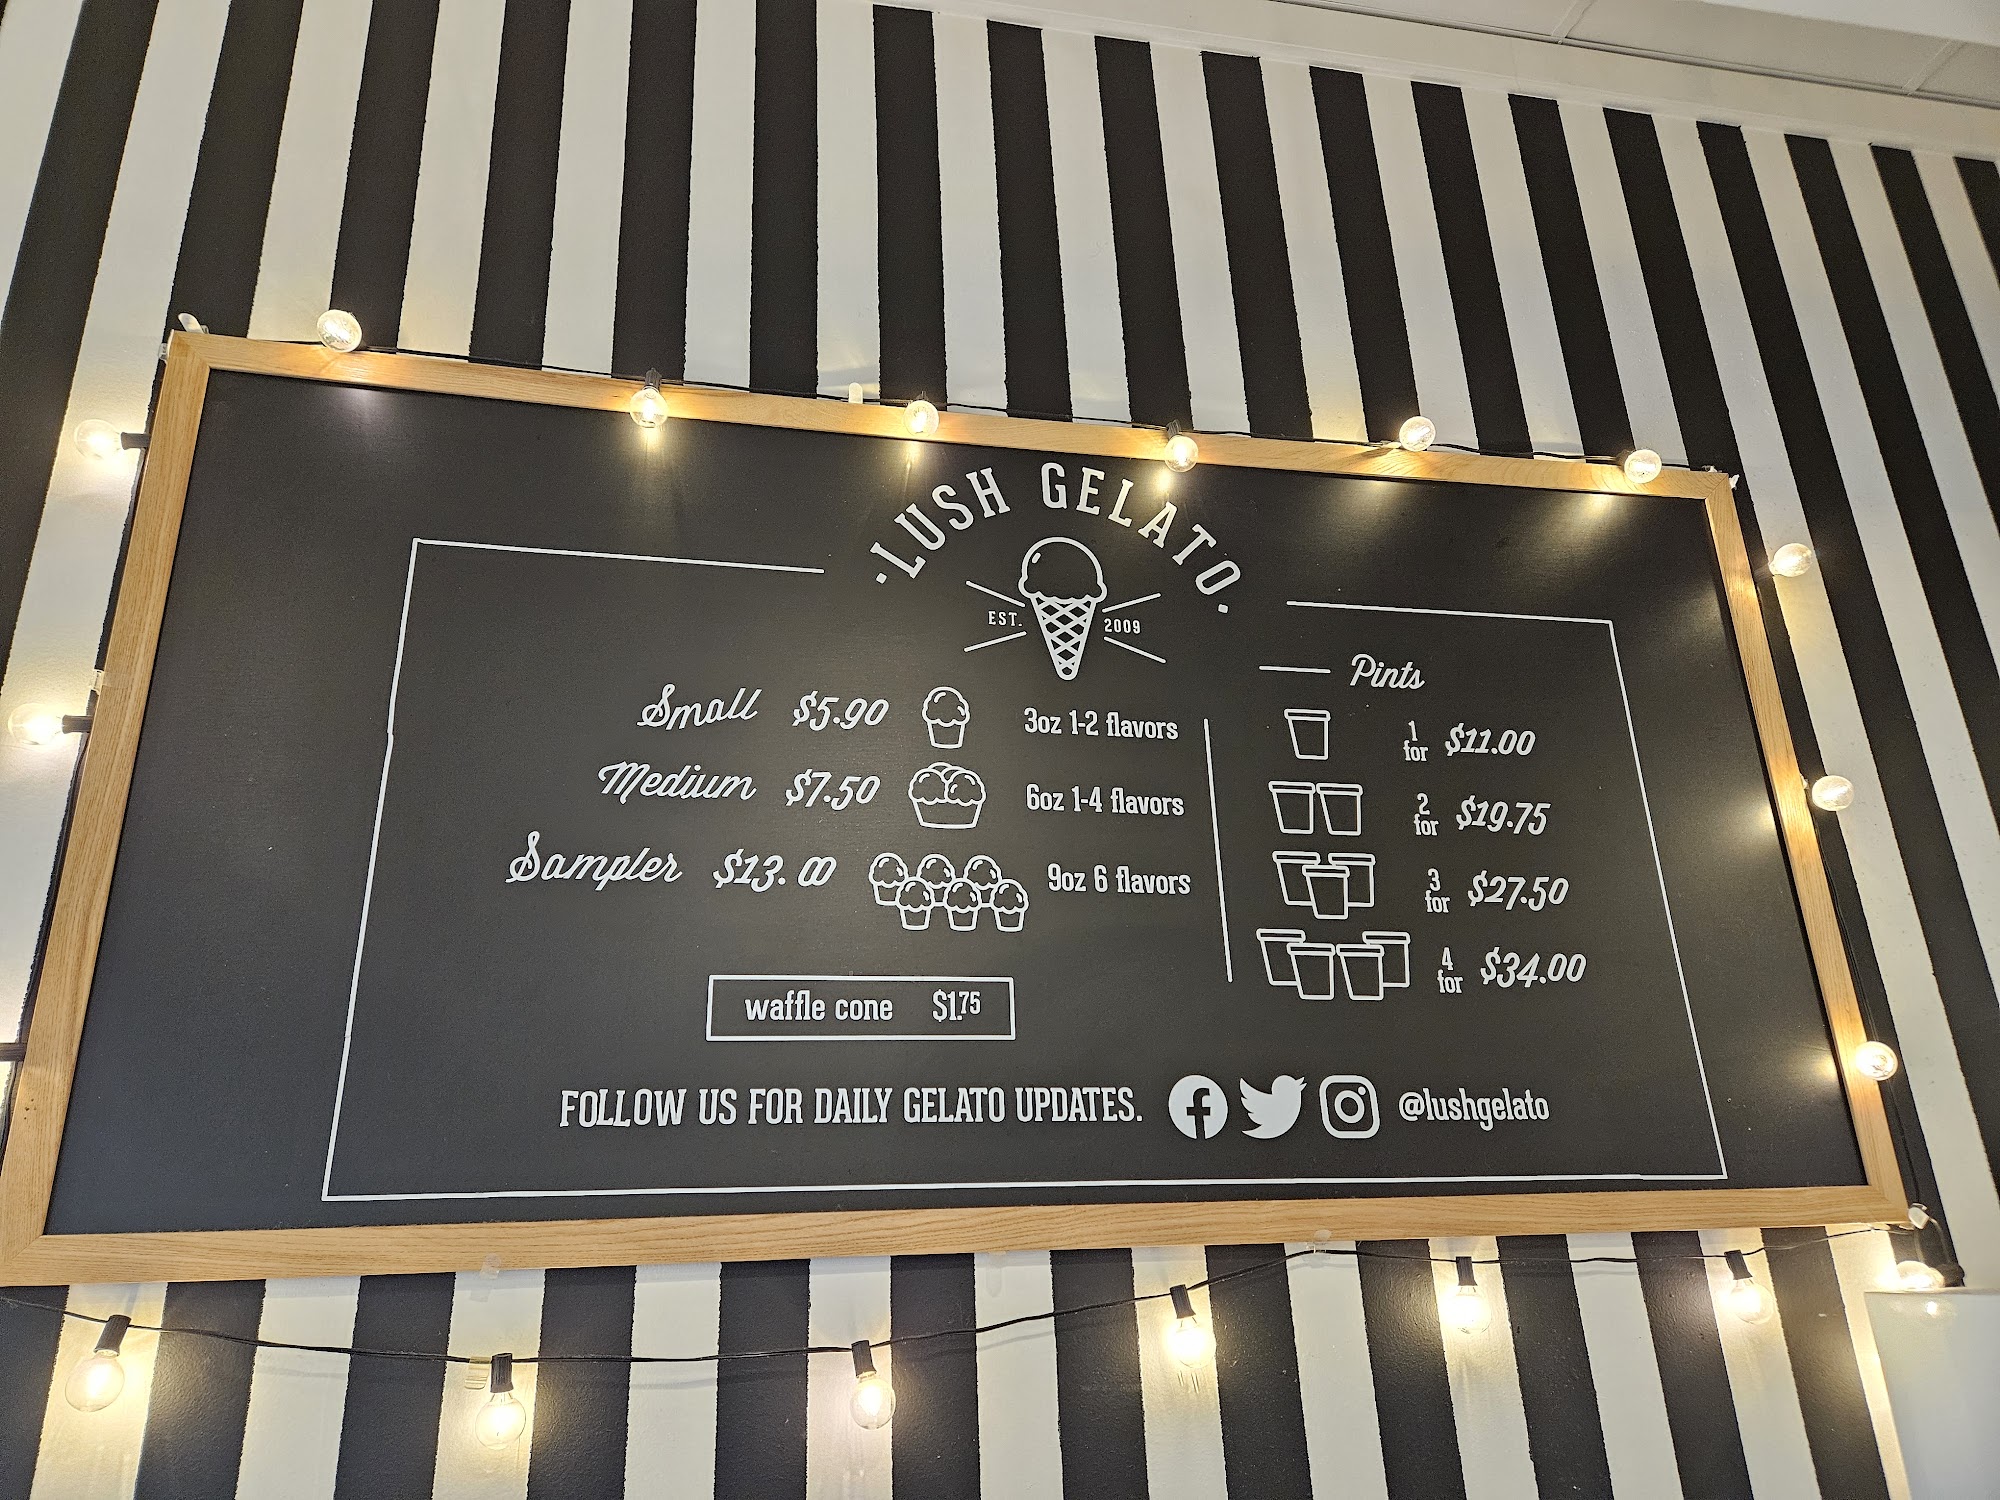 ·LUSH GELATO·
EST. 2009
Small $5.90 3oz 1-2 flavors
Medium $7.50 6oz 1-4 flavors
Sampler $13.00 9oz 6 flavors
waffle cone $1.75
Pints
1 for $11.00
2 for $19.75
3 for $27.50
4 for $34.00
FOLLOW US FOR DAILY GELATO UPDATES. @lushgelato